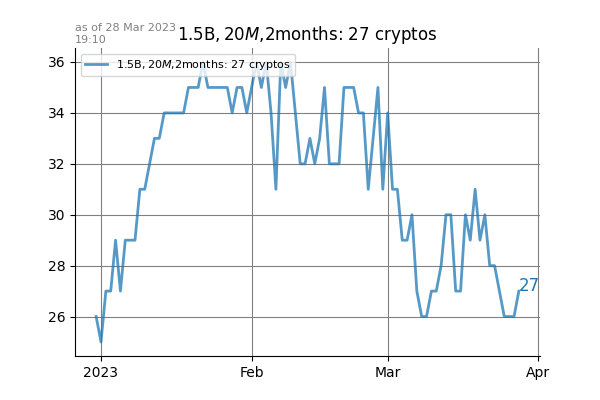 as of 28 Mar 2023
19:10
1.5B, 20M,2months: 27 cryptos
1.5B, 20M,2months: 27 cryptos
36
34
32
30
28
26
27
2023 Feb Mar Apr